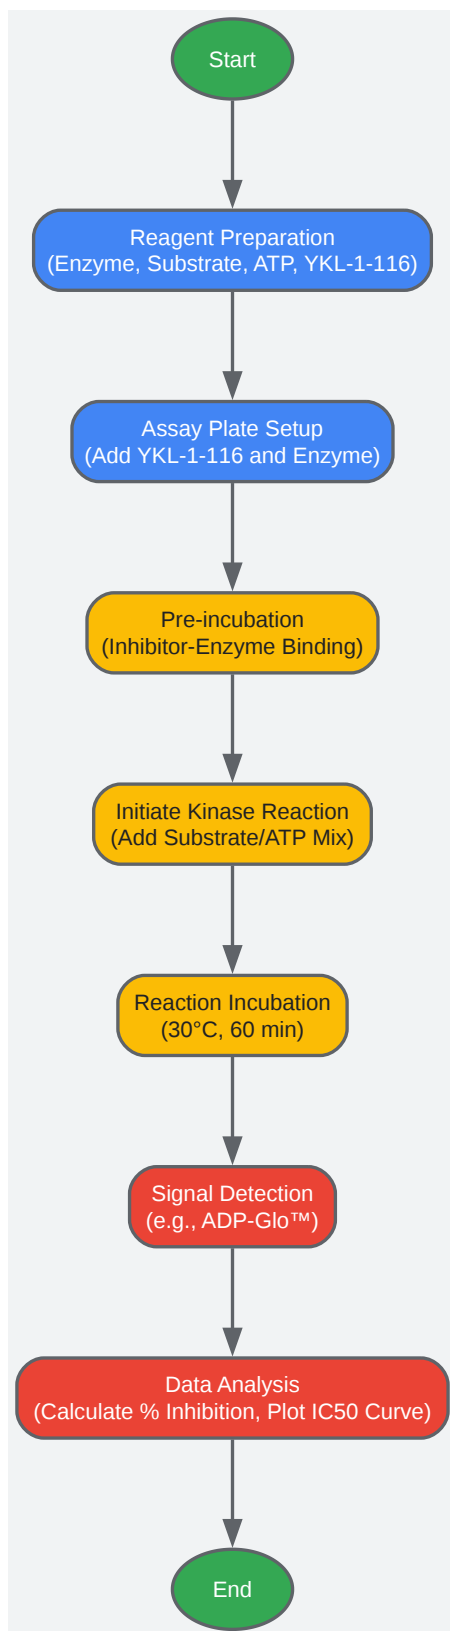 Start
Reagent Preparation
(Enzyme, Substrate, ATP, YKL-1-116)
Assay Plate Setup
(Add YKL-1-116 and Enzyme)
Pre-incubation
(Inhibitor-Enzyme Binding)
Initiate Kinase Reaction
(Add Substrate/ATP Mix)
Reaction Incubation
(30°C, 60 min)
Signal Detection
(e.g., ADP-Glo™)
Data Analysis
(Calculate % Inhibition, Plot IC50 Curve)
End